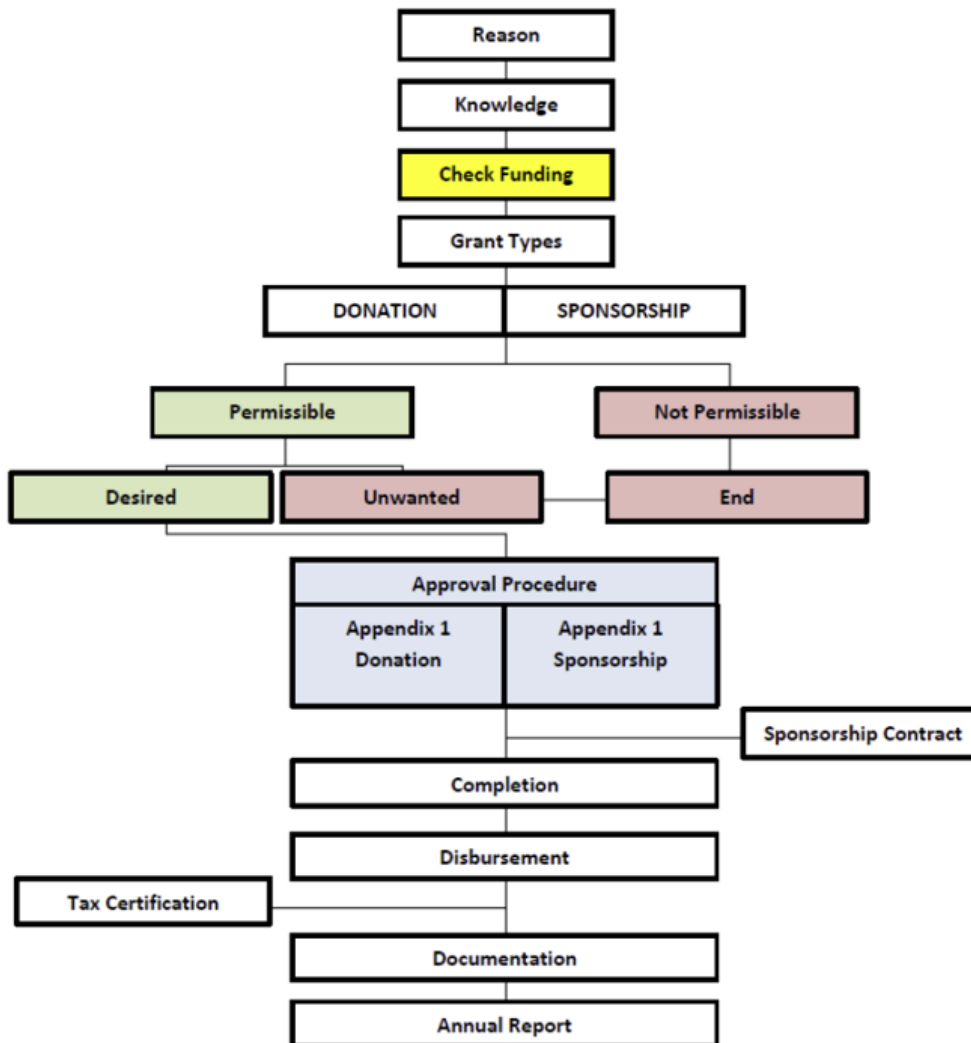 Reason
Knowledge
Check Funding
Grant Types
DONATION
SPONSORSHIP
Permissible
Not Permissible
Desired
Unwanted
End
Approval Procedure
Appendix 1
Donation
Appendix 1
Sponsorship
Sponsorship Contract
Completion
Disbursement
Tax Certification
Documentation
Annual Report